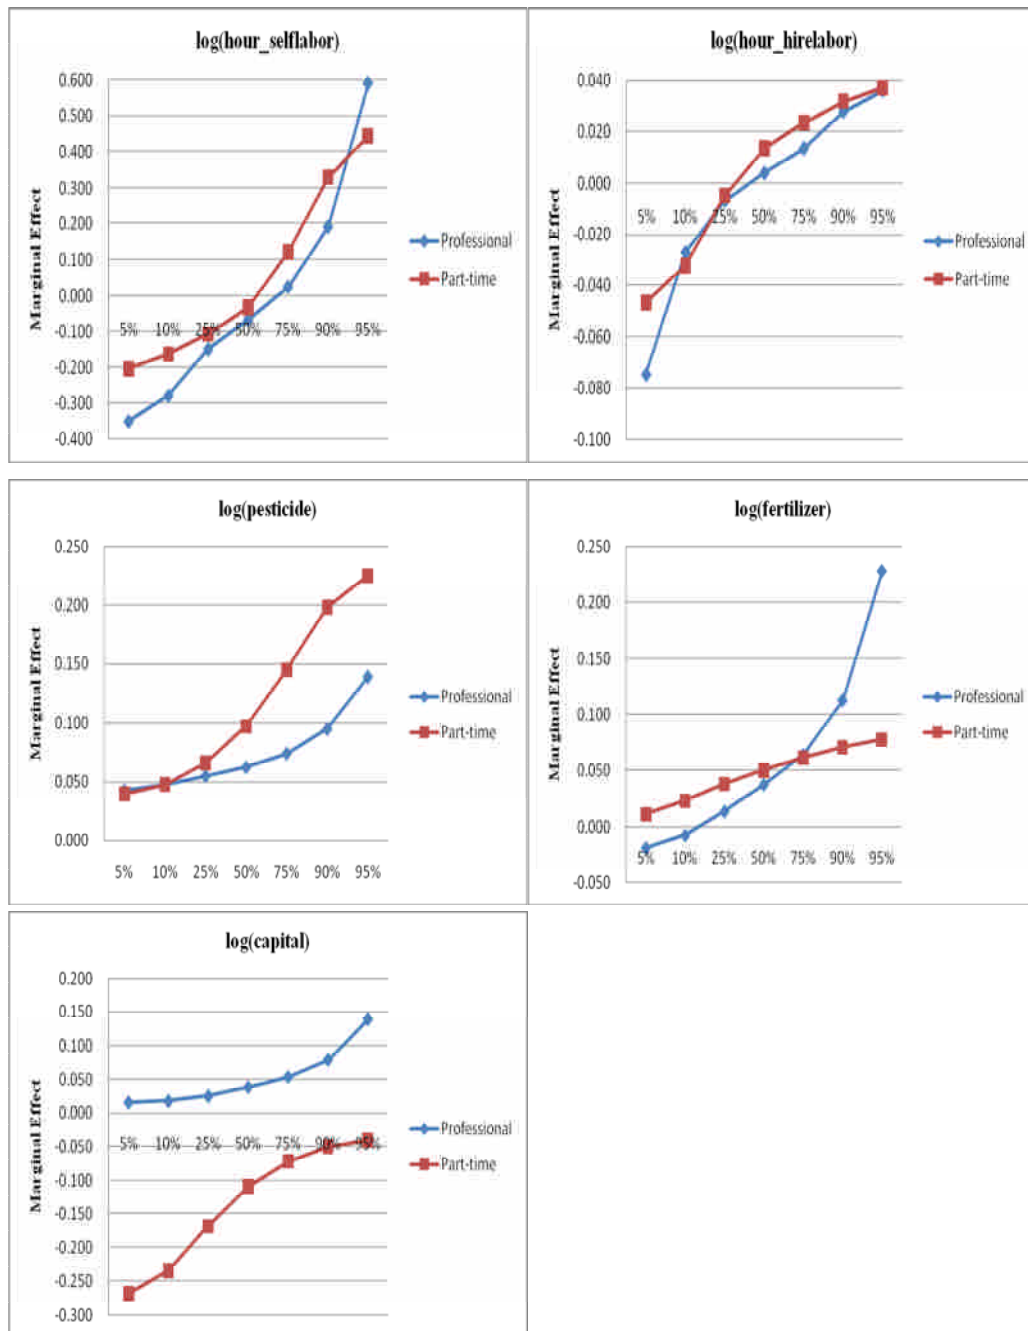 log(hour_selflabor)
Marginal Effect
0.600
0.500
0.400
0.300
0.200
0.100
0.000
-0.100
-0.200
-0.300
-0.400
5% 10% 25% 50% 75% 90% 95%
Professional
Part-time
log(hour_hirelabor)
Marginal Effect
0.040
0.020
0.000
-0.020
-0.040
-0.060
-0.080
-0.100
5% 10% 25% 50% 75% 90% 95%
Professional
Part-time
log(pesticide)
Marginal Effect
0.250
0.200
0.150
0.100
0.050
0.000
5% 10% 25% 50% 75% 90% 95%
Professional
Part-time
log(fertilizer)
Marginal Effect
0.250
0.200
0.150
0.100
0.050
0.000
-0.050
5% 10% 25% 50% 75% 90% 95%
Professional
Part-time
log(capital)
Marginal Effect
0.200
0.150
0.100
0.050
0.000
-0.050
-0.100
-0.150
-0.200
-0.250
-0.300
5% 10% 25% 50% 75% 90% 95%
Professional
Part-time